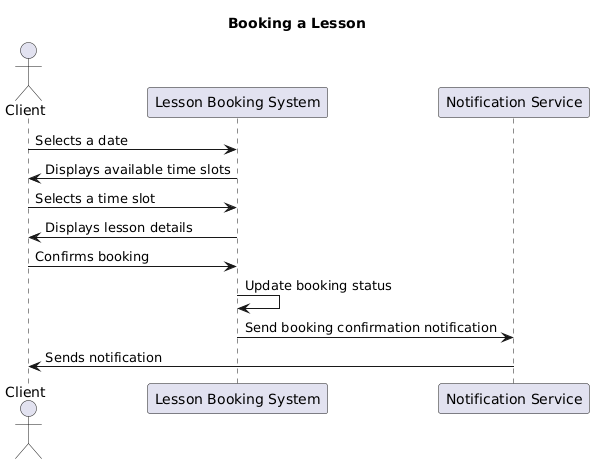 Booking a Lesson
Client
Lesson Booking System
Notification Service
Selects a date
Displays available time slots
Selects a time slot
Displays lesson details
Confirms booking
Update booking status
Send booking confirmation notification
Sends notification
Client
Lesson Booking System
Notification Service